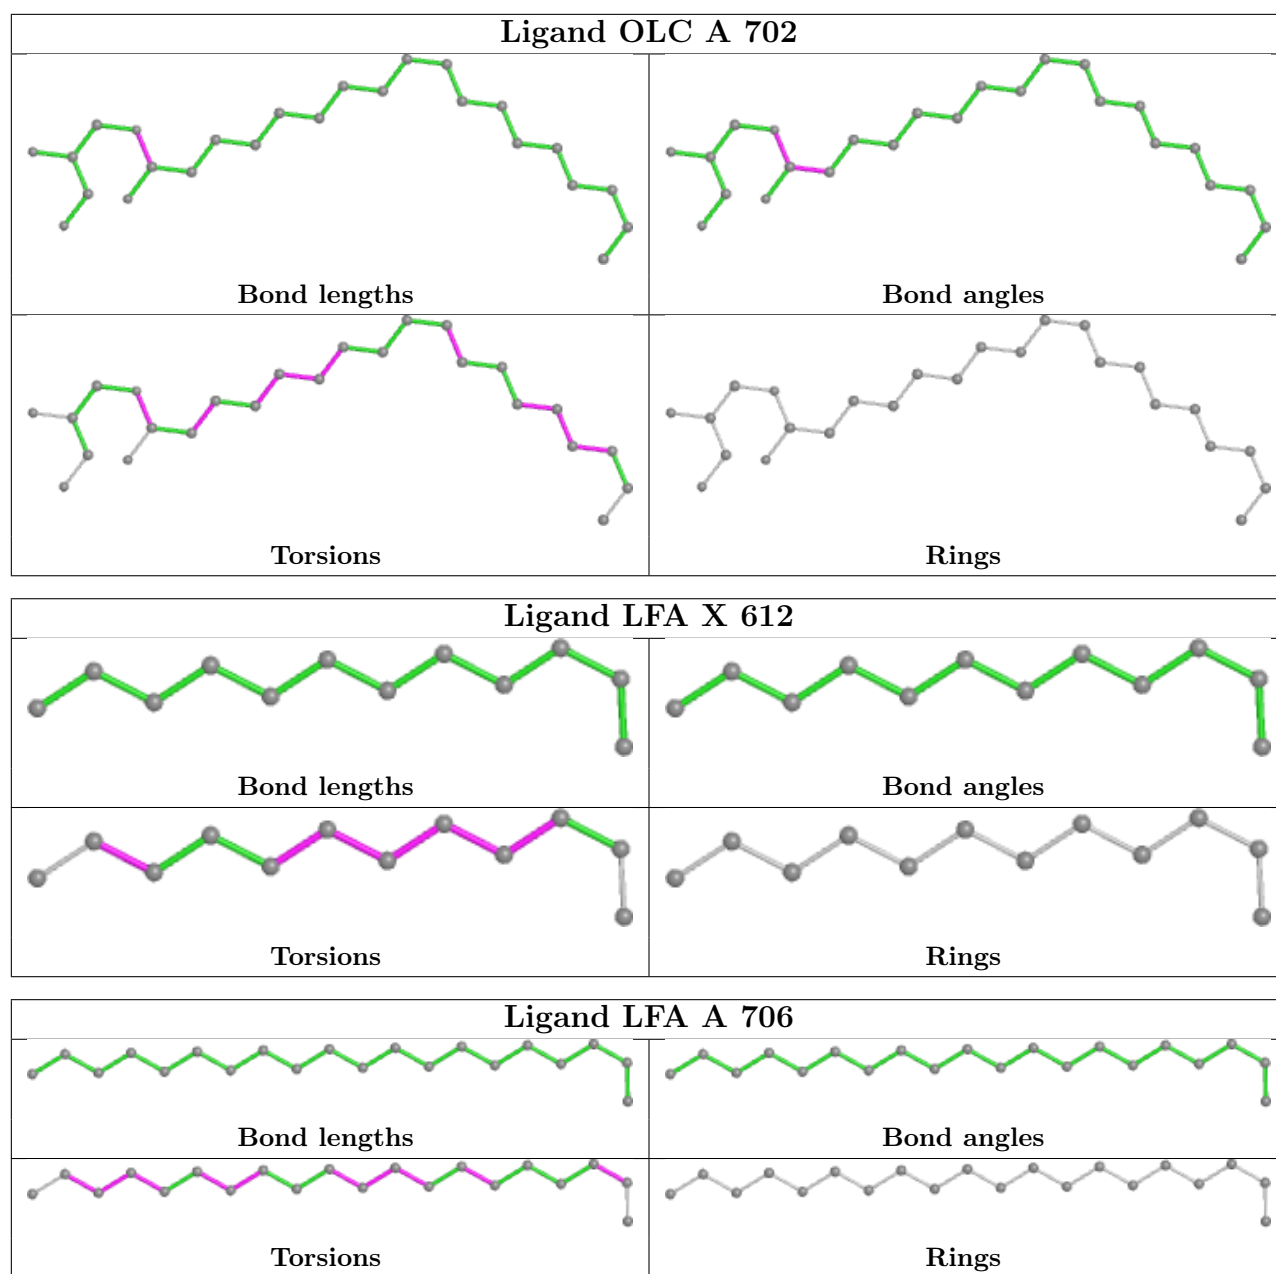 Ligand OLC A 702
Bond lengths
Bond angles
Torsions
Rings
Ligand LFA X 612
Bond lengths
Bond angles
Torsions
Rings
Ligand LFA A 706
Bond lengths
Bond angles
Torsions
Rings